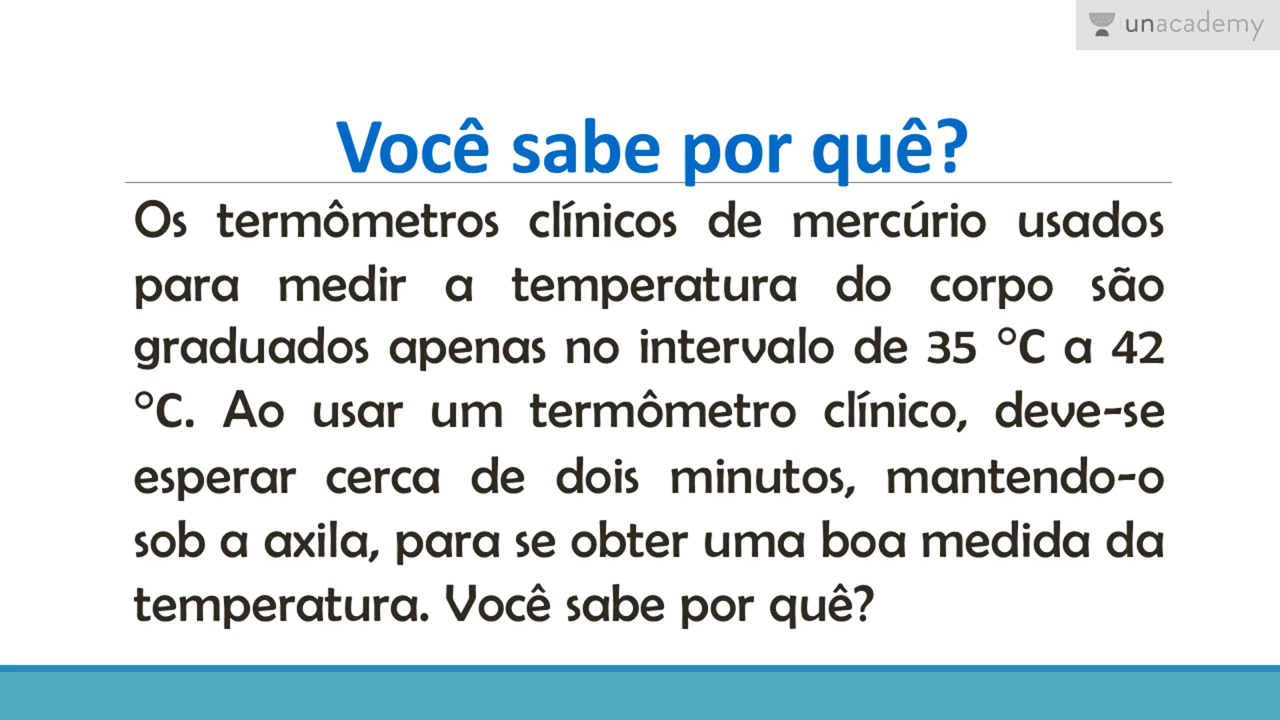 unacademy
Você sabe por quê?
Os termômetros clínicos de mercúrio usados
para medir a temperatura do corpo são
graduados apenas no intervalo de 35 °C a 42
°C. Ao usar um termômetro clínico, deve-se
esperar cerca de dois minutos, mantendo-o
sob a axila, para se obter uma boa medida da
temperatura. Você sabe por quê?